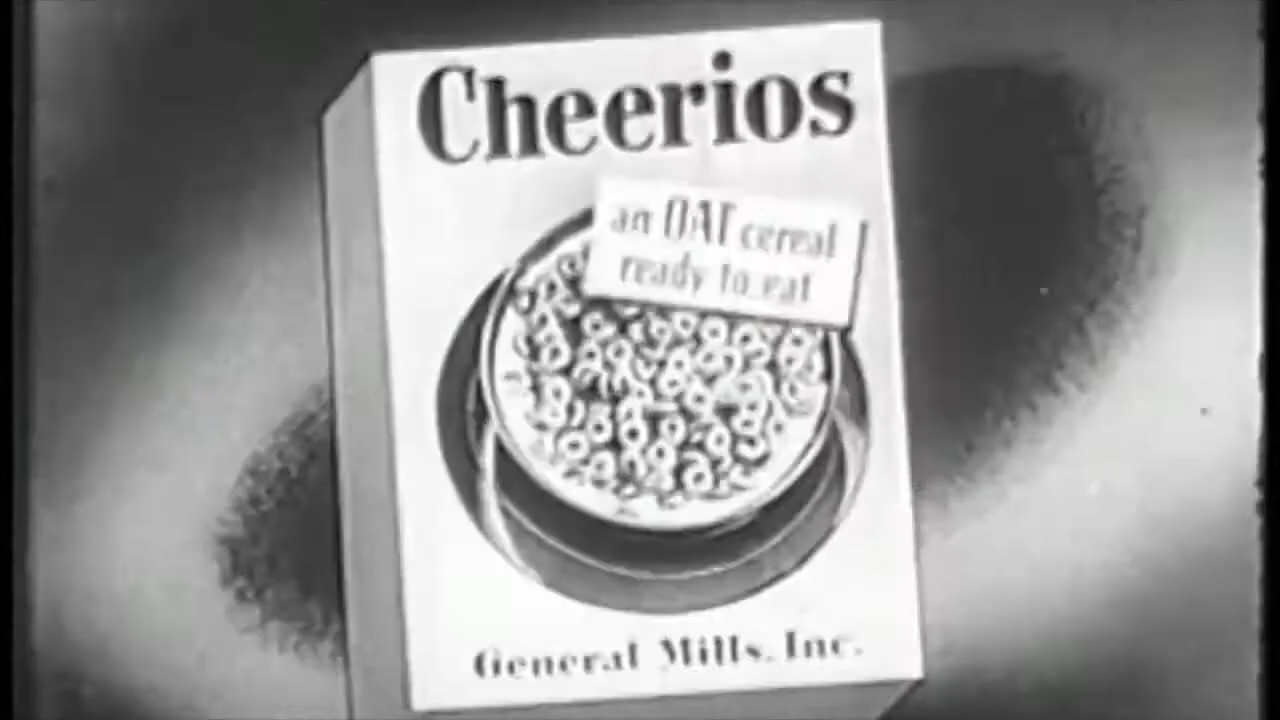 Cheerios
an OAT cereal
ready to eat
General Mills, Inc.